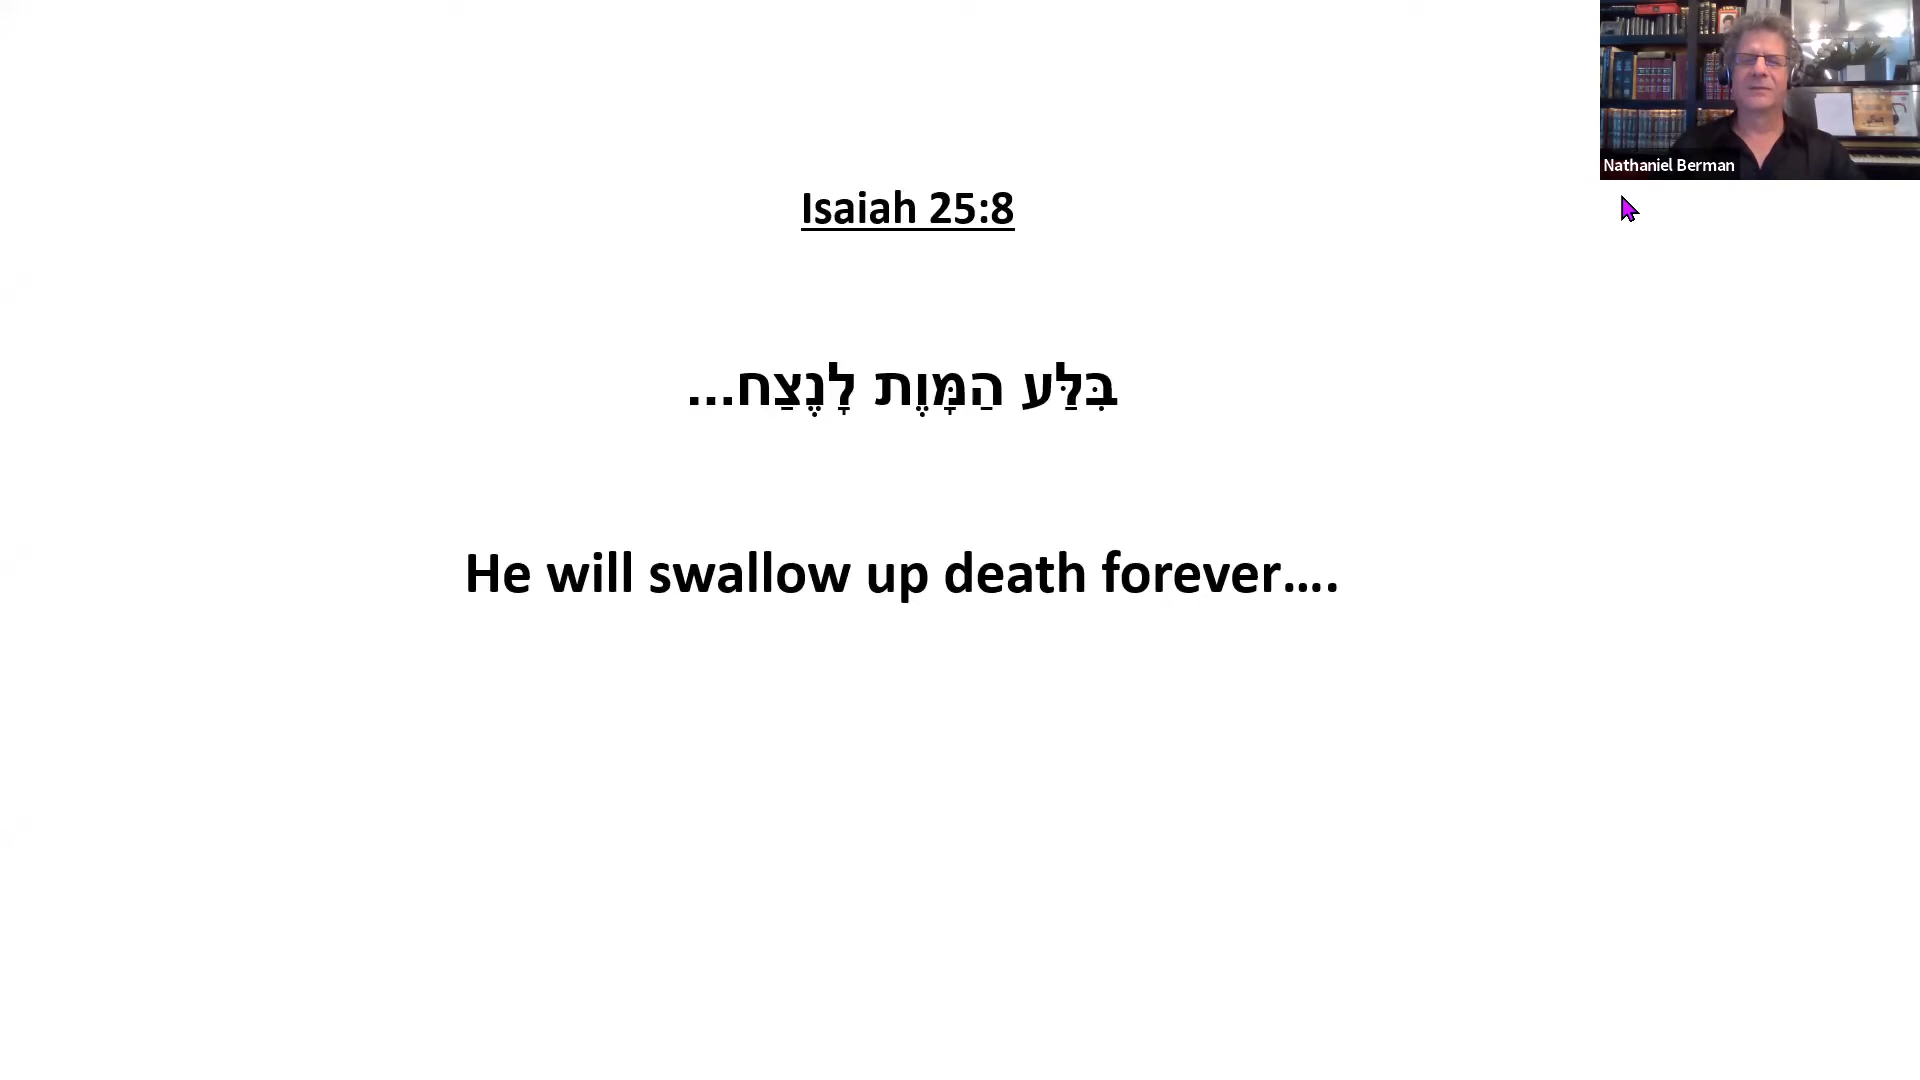 Nathaniel Berman
Isaiah 25:8
בִּלַּע הַמָּוֶת לָנֶצַח...
He will swallow up death forever....